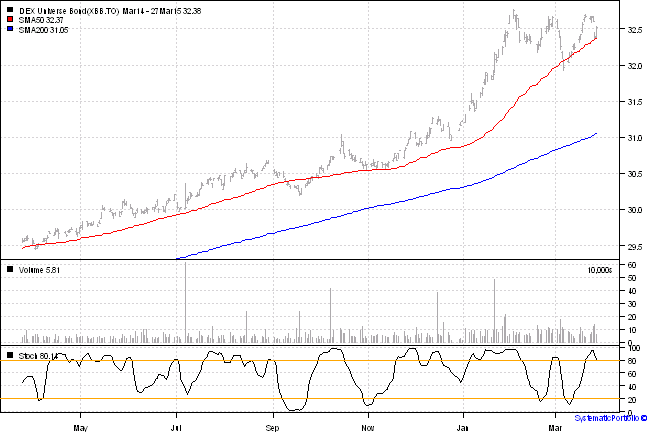 DEX Universe Bond(XBB.TO) Mar14 - 27Mar15 32.38
SMA50 32.37
SMA200 31.05
32.5
32.0
31.5
31.0
30.5
30.0
29.5
Volume 5.81
10,000s
60
50
40
30
20
10
0
Stoch 80.14
100
80
60
40
20
0
May Jul Sep Nov Jan Mar
SystematicPortfolio ©